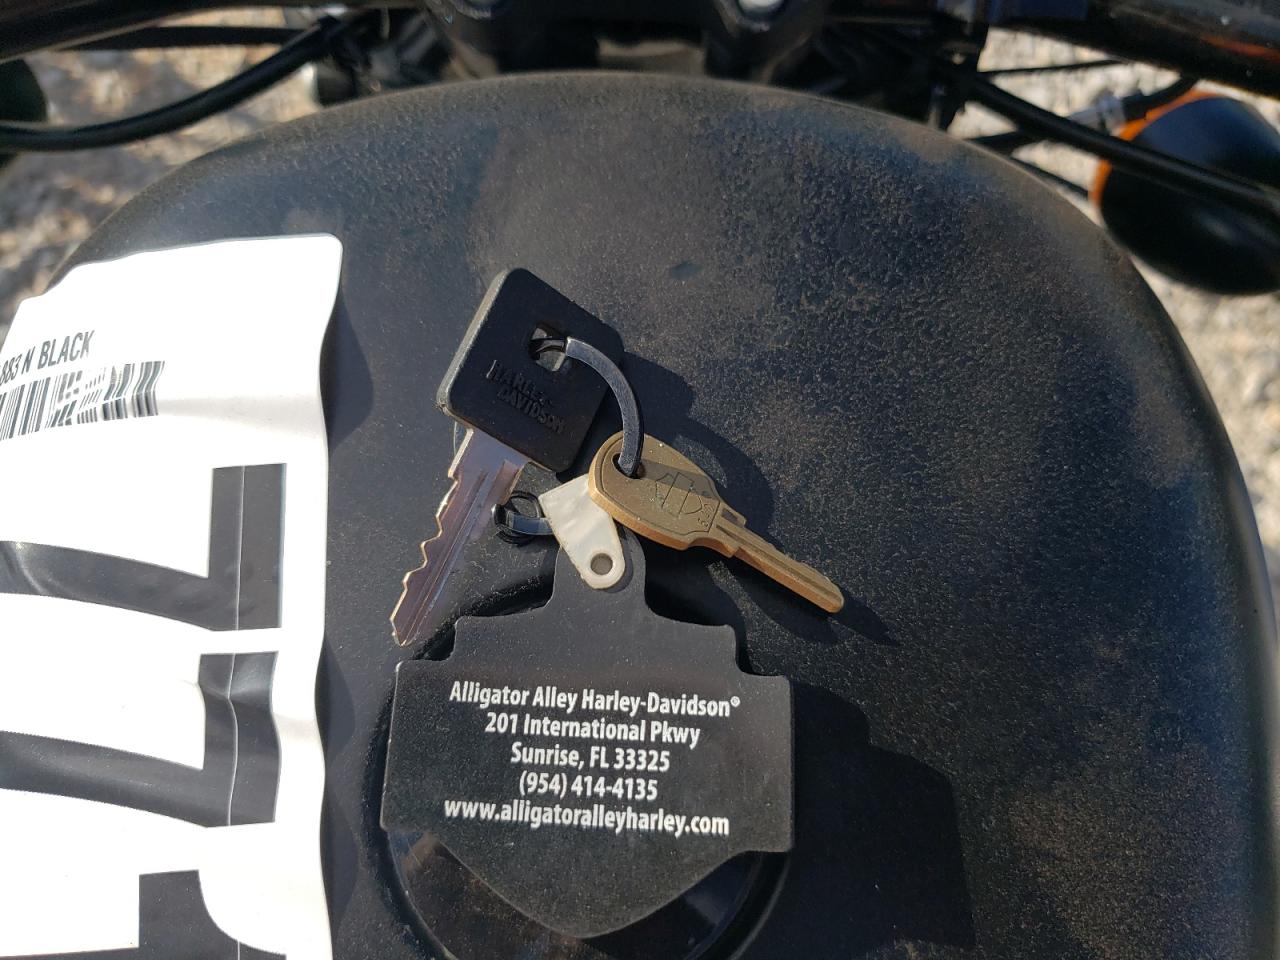 883 N BLACK
HARLEY-
DAVIDSON
Alligator Alley Harley-Davidson®
201 International Pkwy
Sunrise, FL 33325
(954) 414-4135
www.alligatoralleyharley.com